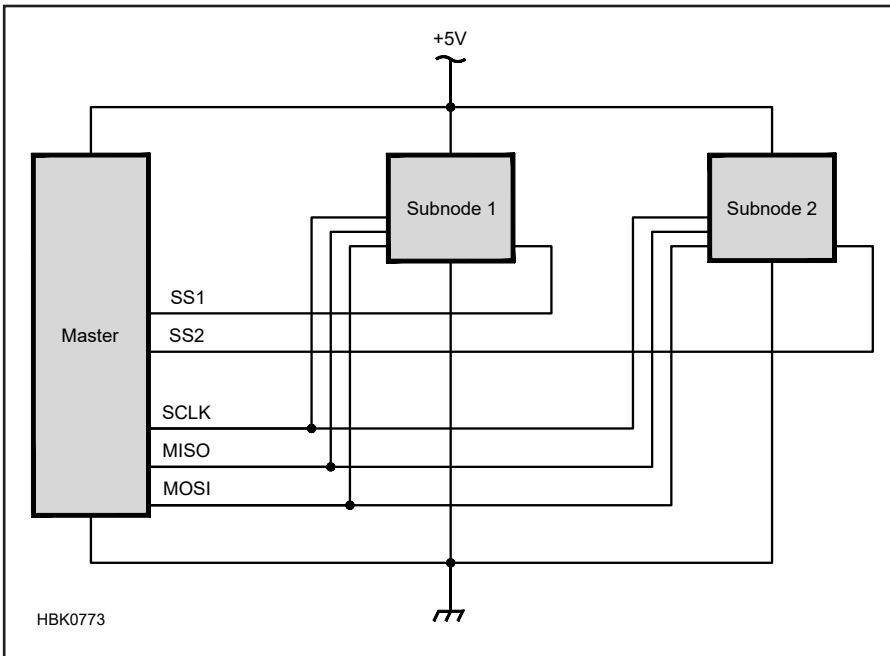 +5V
Subnode 1
Subnode 2
SS1
Master
SS2
SCLK
MISO
MOSI
HBK0773